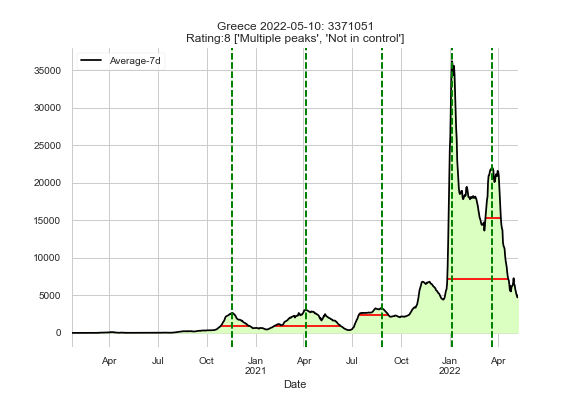 Greece 2022-05-10: 3371051
Rating:8 ['Multiple peaks', 'Not in control']
Average-7d
35000
30000
25000
20000
15000
10000
5000
0
Apr Jul Oct Jan Apr Jul Oct Jan Apr
2021 2022
Date